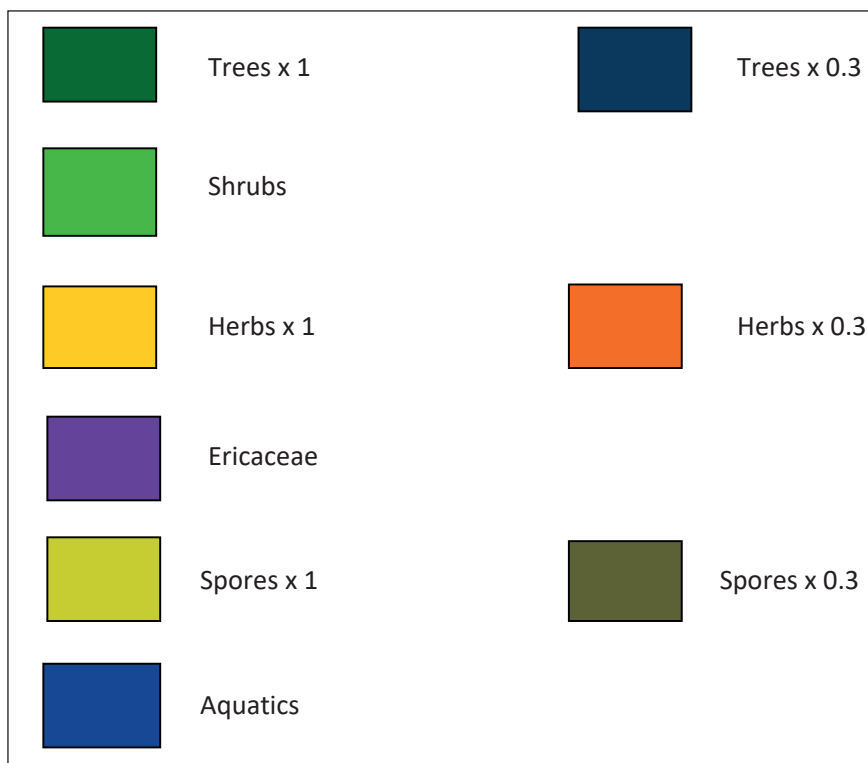 Trees x 1
Trees x 0.3
Shrubs
Herbs x 1
Herbs x 0.3
Ericaceae
Spores x 1
Spores x 0.3
Aquatics